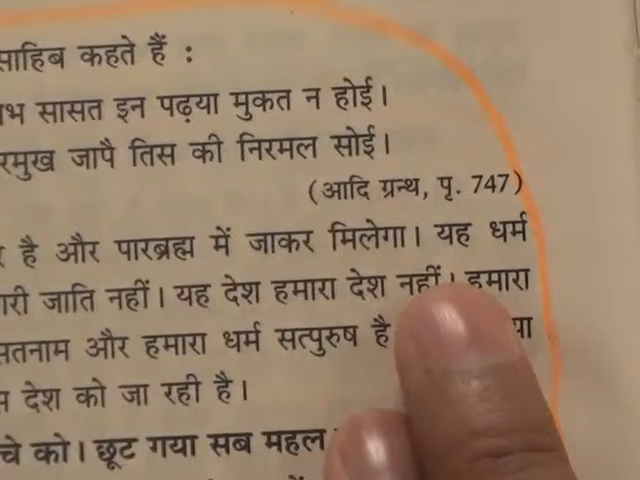 साहिब कहते हैं :
सासत इन पढ़या मुकत न होई।
जापै तिस की निरमल सोई।
(आदि ग्रन्थ, पृ. 747)
है और पारब्रह्म में जाकर मिलेगा। यह धर्म
जाति नहीं। यह देश हमारा देश नहीं। हमारा
सतनाम और हमारा धर्म सत्पुरुष है
देश को जा रही है।
को। छूट गया सब महल